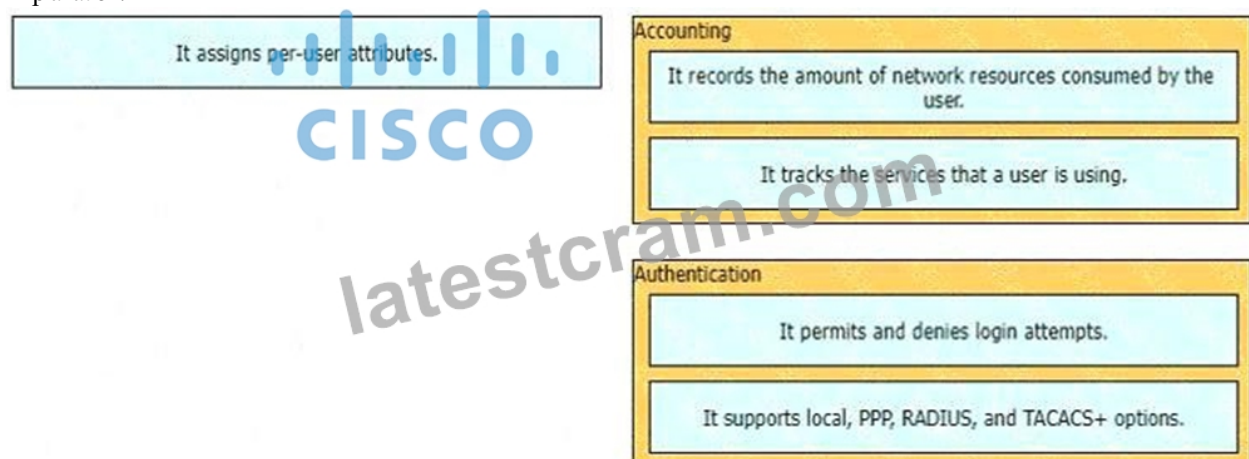 It assigns per-user attributes.
CISCO
Accounting
It records the amount of network resources consumed by the
user.
It tracks the services that a user is using.
latestcram.com
Authentication
It permits and denies login attempts.
It supports local, PPP, RADIUS, and TACACS+ options.